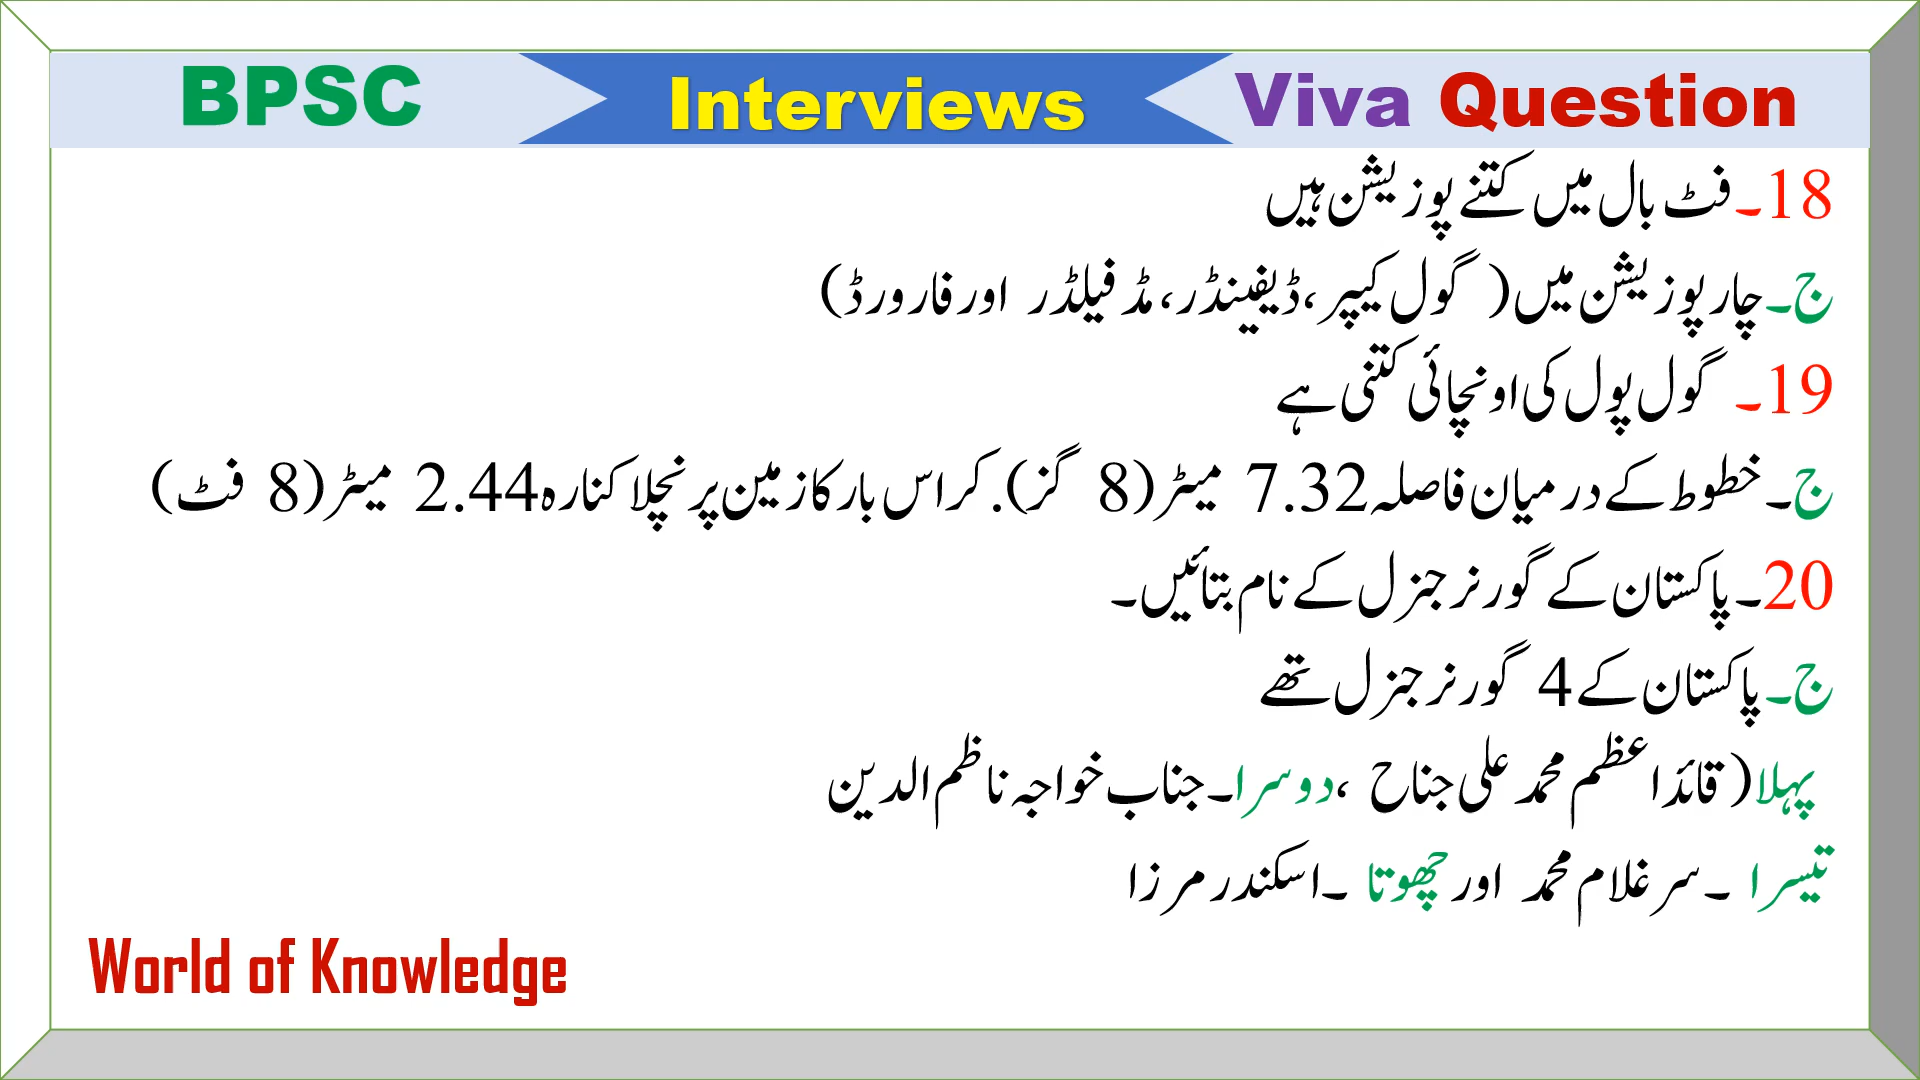 BPSC Interviews Viva Question
18۔فٹ بال میں کتنے پوزیشن ہیں
ج۔چار پوزیشن میں( گول کیپر،ڈیفینڈر،مڈفیلڈر اور فارورڈ)
19۔ گول پول کی اونچائی کتنی ہے
ج۔خطوط کے درمیان فاصلہ 7.32 میٹر(8 گز).کراس بار کا زمین پر نچلا کنارہ 2.44 میٹر(8 فٹ)
20۔پاکستان کے گورنر جنرل کے نام بتائیں۔
ج۔پاکستان کے 4 گورنر جنرل تھے
پہلا( قائداعظم محمد علی جناح ،دوسرا۔جناب خواجہ ناظم الدین
تیسرا ۔سر غلام محمد اور چھوتا ۔اسکندر مرزا
World of Knowledge